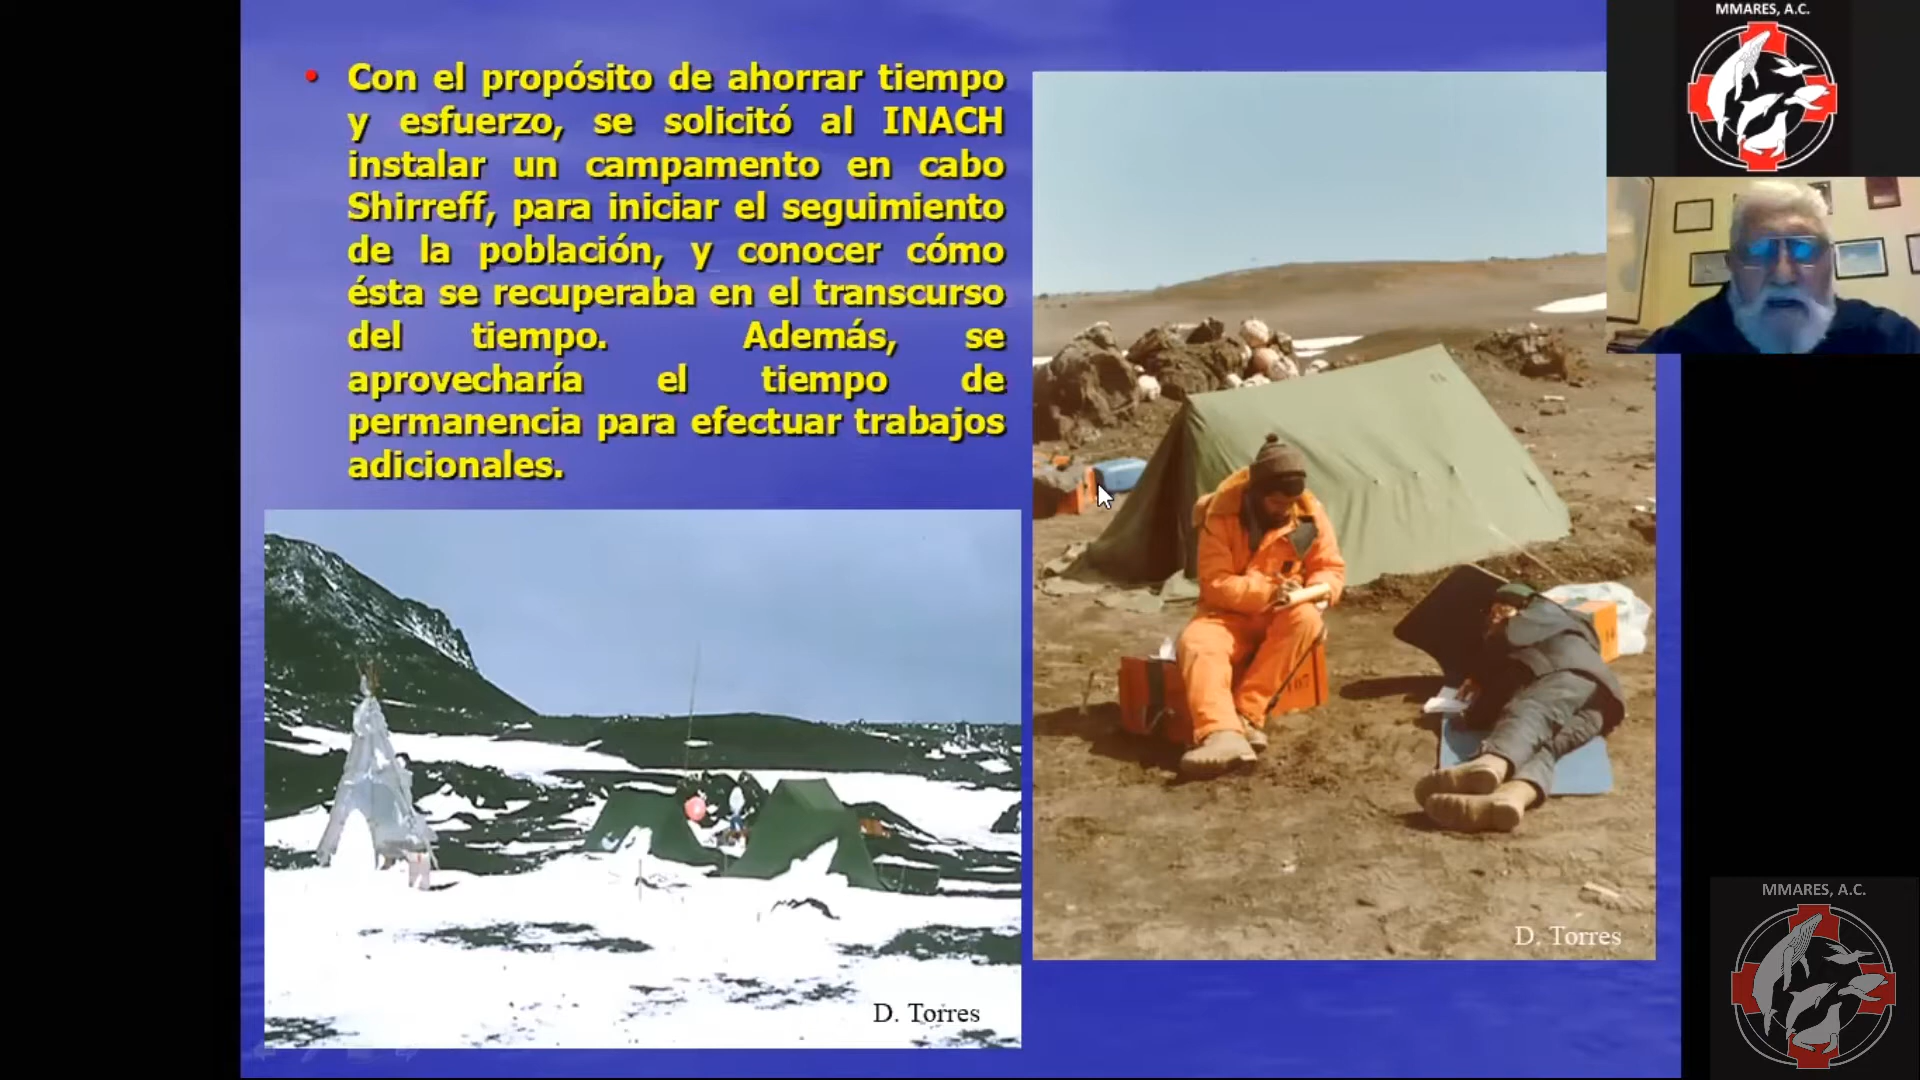 MMARES, A.C.
• Con el propósito de ahorrar tiempo
y esfuerzo, se solicitó al INACH
instalar un campamento en cabo
Shirreff, para iniciar el seguimiento
de la población, y conocer cómo
ésta se recuperaba en el transcurso
del tiempo. Además, se
aprovecharía el tiempo de
permanencia para efectuar trabajos
adicionales.
107
14
D. Torres
D. Torres
MMARES, A.C.